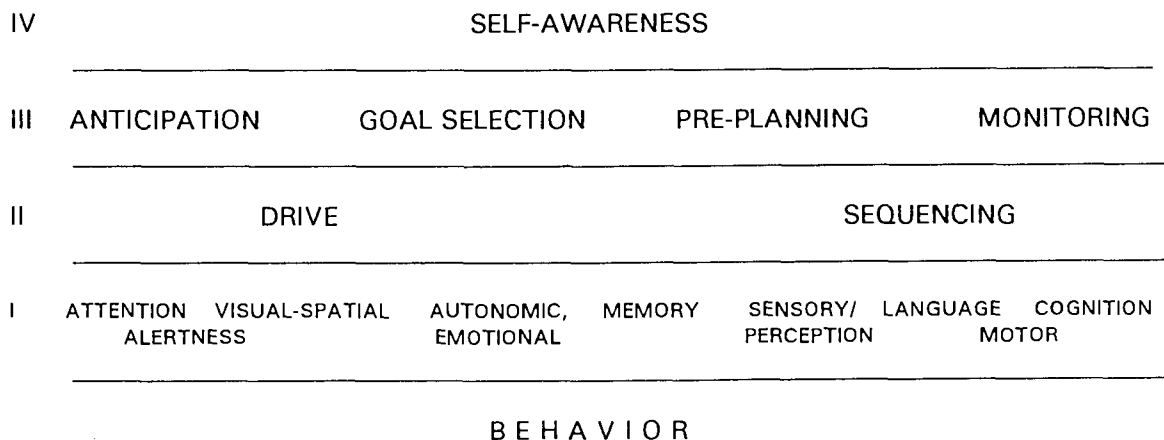 IV SELF-AWARENESS
III ANTICIPATION GOAL SELECTION PRE-PLANNING MONITORING
II DRIVE SEQUENCING
I ATTENTION VISUAL-SPATIAL AUTONOMIC, MEMORY SENSORY/ LANGUAGE COGNITION
ALERTNESS EMOTIONAL PERCEPTION MOTOR
BEHAVIOR